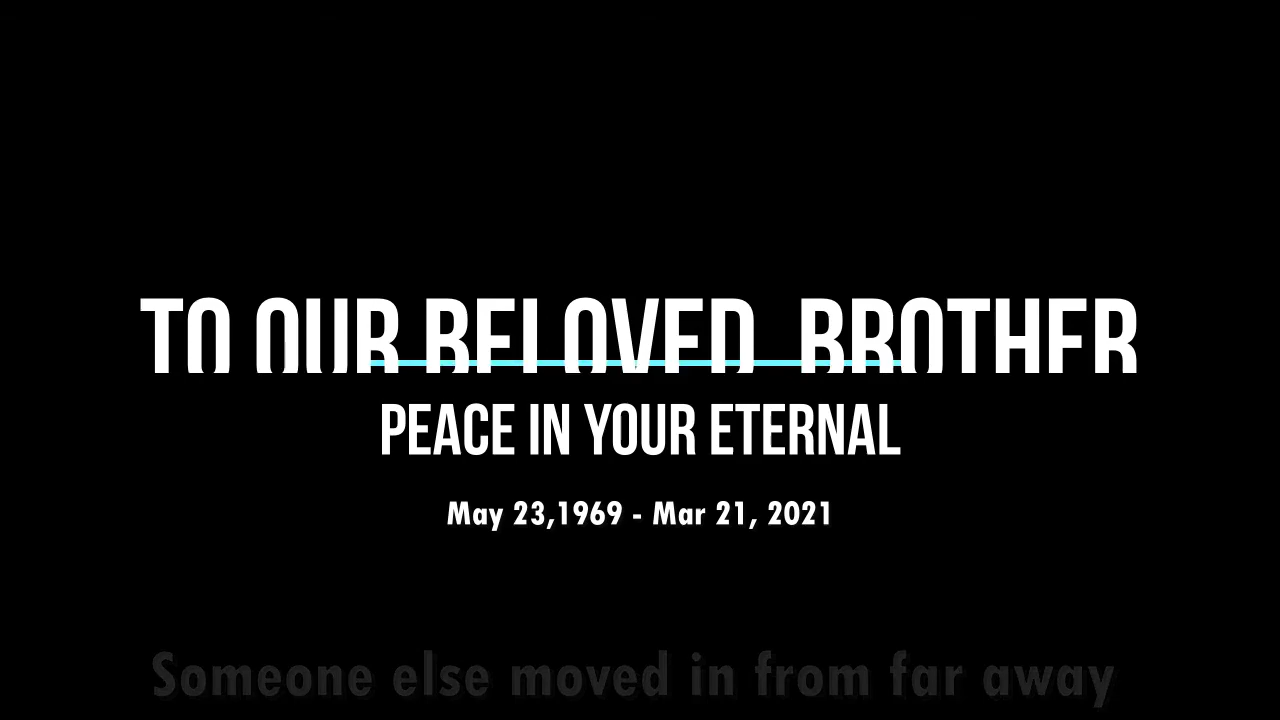 TO OUR BELOVED BROTHER
PEACE IN YOUR ETERNAL
May 23,1969 - Mar 21, 2021
Someone else moved in from far away